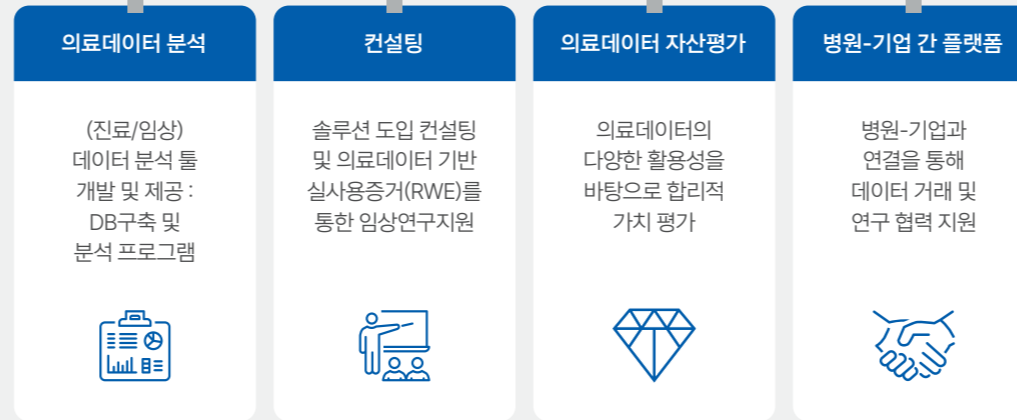 의료데이터 분석
(진료/임상)
데이터 분석 툴
개발 및 제공 :
DB구축 및
분석 프로그램
컨설팅
솔루션 도입 컨설팅
및 의료데이터 기반
실사용증거(RWE)를
통한 임상연구지원
의료데이터 자산평가
의료데이터의
다양한 활용성을
바탕으로 합리적
가치 평가
병원-기업 간 플랫폼
병원-기업과
연결을 통해
데이터 거래 및
연구 협력 지원